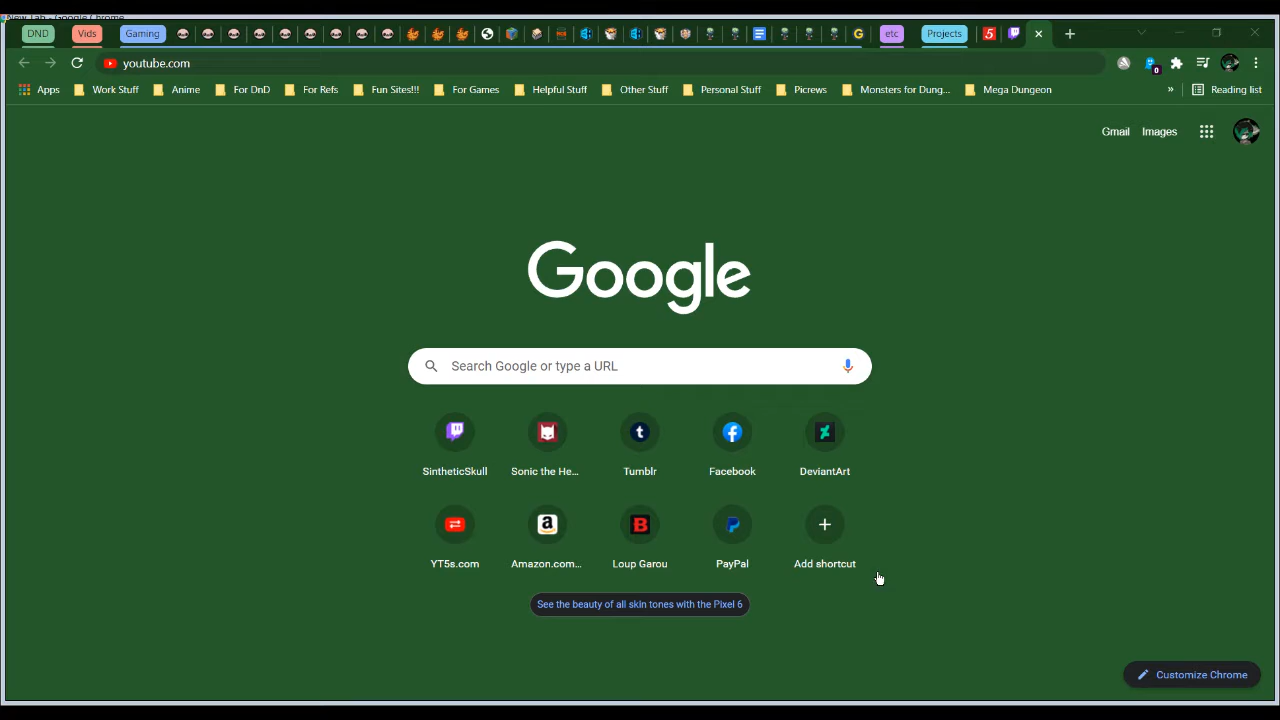 New Tab - Google Chrome
DND Vids Gaming etc Projects
youtube.com
0
Apps Work Stuff Anime For DnD For Refs Fun Sites!!! For Games Helpful Stuff Other Stuff Personal Stuff Picrews Monsters for Dung... Mega Dungeon » Reading list
Gmail Images
Google
Search Google or type a URL
SintheticSkull Sonic the He... Tumblr Facebook DeviantArt
YT5s.com Amazon.com... Loup Garou PayPal Add shortcut
See the beauty of all skin tones with the Pixel 6
Customize Chrome